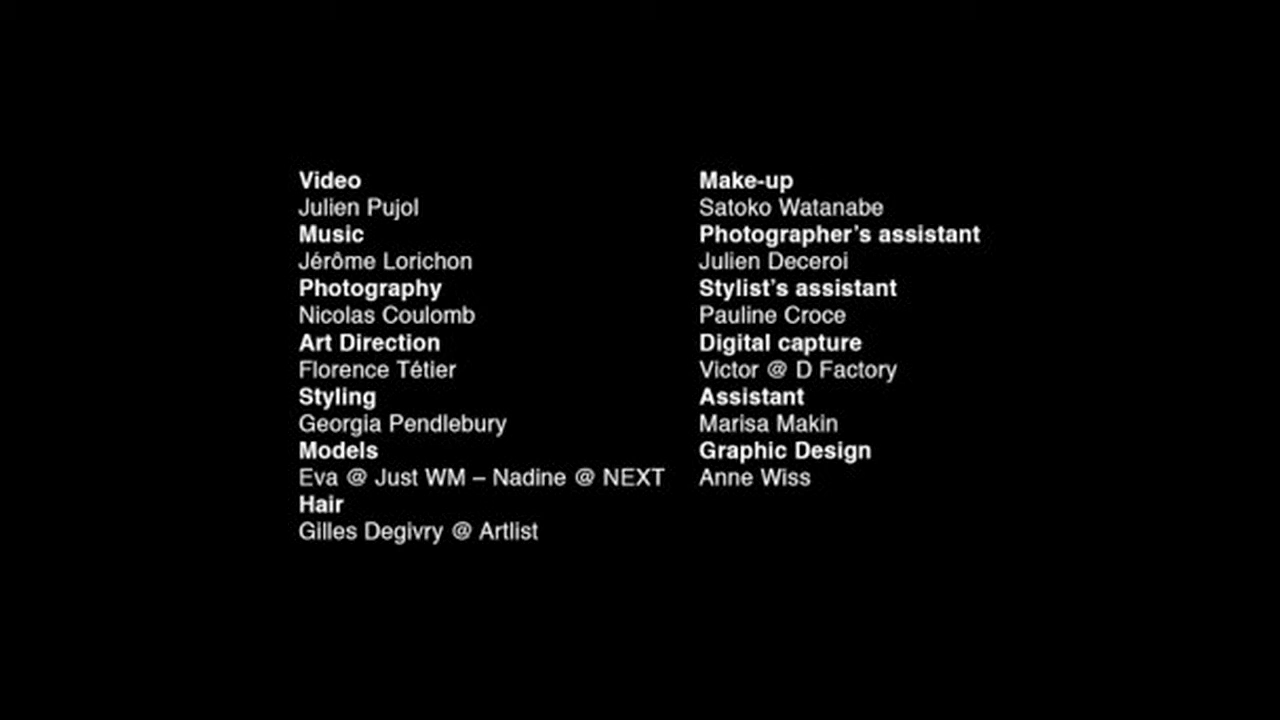 Video
Julien Pujol
Music
Jérôme Lorichon
Photography
Nicolas Coulomb
Art Direction
Florence Tétier
Styling
Georgia Pendlebury
Models
Eva @ Just WM – Nadine @ NEXT
Hair
Gilles Degivry @ Artlist
Make-up
Satoko Watanabe
Photographer’s assistant
Julien Deceroi
Stylist’s assistant
Pauline Croce
Digital capture
Victor @ D Factory
Assistant
Marisa Makin
Graphic Design
Anne Wiss